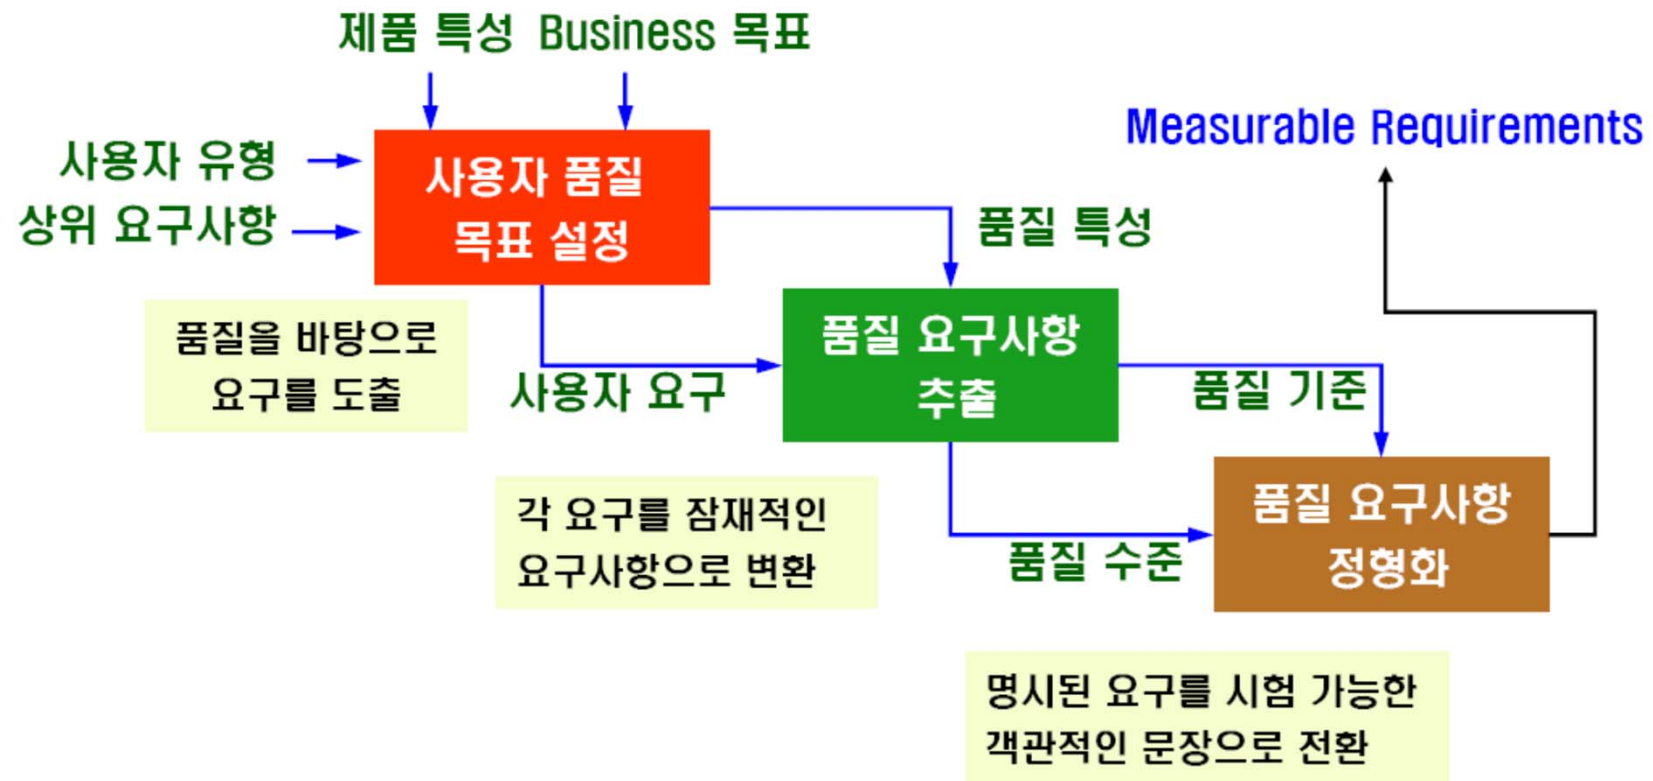 제품 특성 Business 목표
Measurable Requirements
사용자 유형
상위 요구사항
사용자 품질
목표 설정
품질 특성
품질을 바탕으로
요구를 도출
사용자 요구
품질 요구사항
추출
품질 기준
각 요구를 잠재적인
요구사항으로 변환
품질 수준
품질 요구사항
정형화
명시된 요구를 시험 가능한
객관적인 문장으로 전환